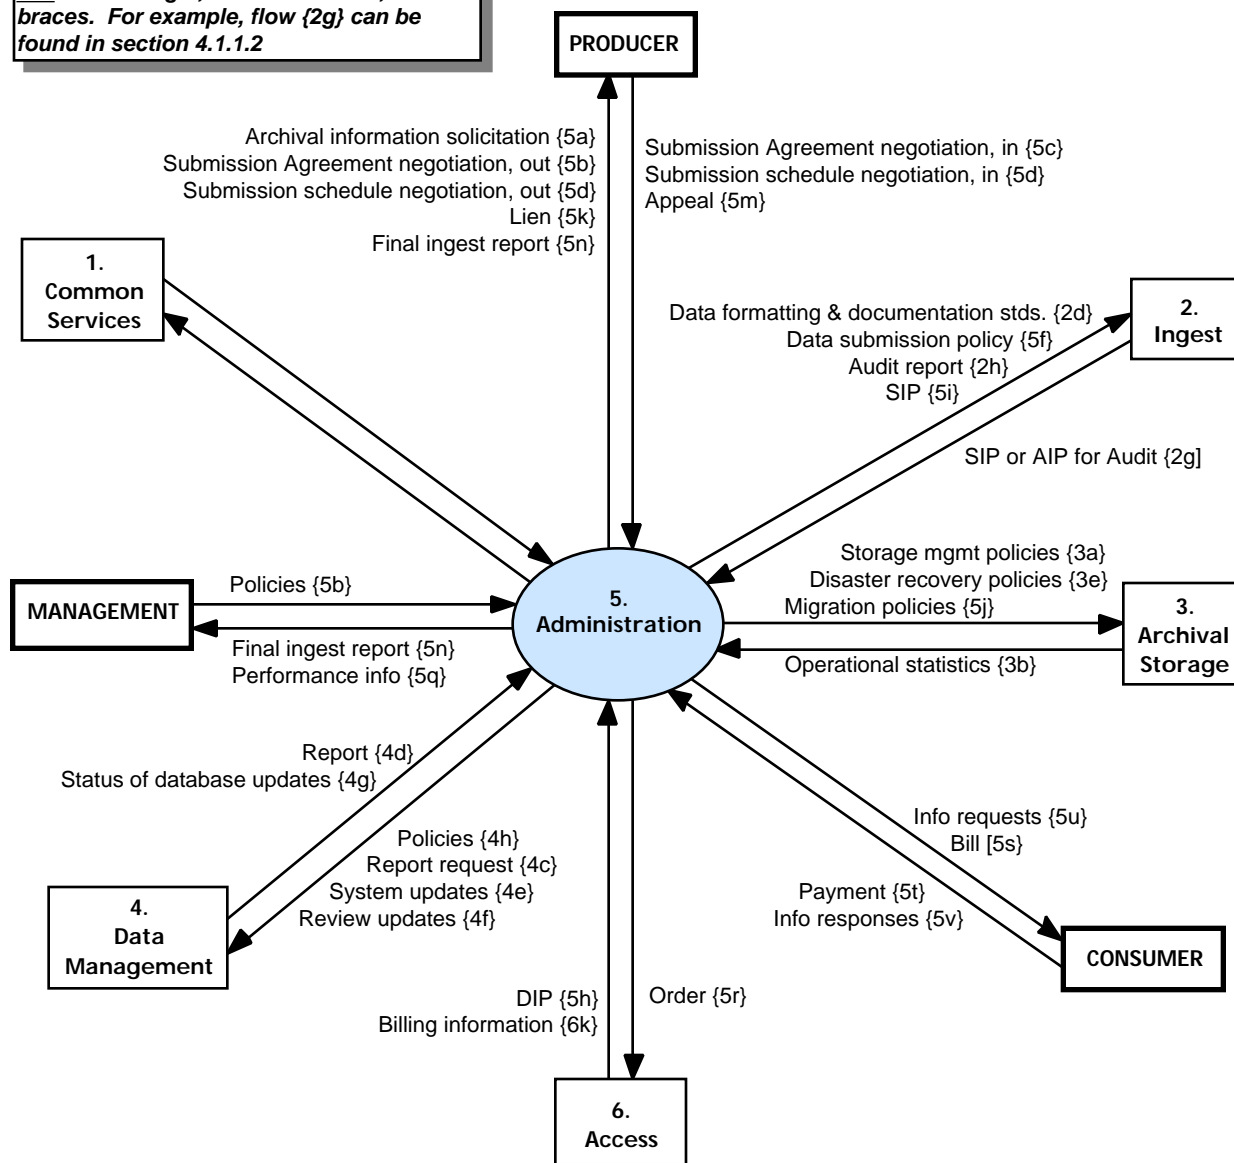 braces. For example, flow {2g} can be
found in section 4.1.1.2
PRODUCER
Archival information solicitation {5a}
Submission Agreement negotiation, out {5b}
Submission schedule negotiation, out {5d}
Lien {5k}
Final ingest report {5n}
Submission Agreement negotiation, in {5c}
Submission schedule negotiation, in {5d}
Appeal {5m}
1.
Common
Services
2.
Ingest
Data formatting & documentation stds. {2d}
Data submission policy {5f}
Audit report {2h}
SIP {5i}
SIP or AIP for Audit {2g]
MANAGEMENT
Policies {5b}
Final ingest report {5n}
Performance info {5q}
5.
Administration
Storage mgmt policies {3a}
Disaster recovery policies {3e}
Migration policies {5j}
Operational statistics {3b}
3.
Archival
Storage
Report {4d}
Status of database updates {4g}
Policies {4h}
Report request {4c}
System updates {4e}
Review updates {4f}
4.
Data
Management
Info requests {5u}
Bill [5s}
Payment {5t}
Info responses {5v}
CONSUMER
DIP {5h}
Billing information {6k}
Order {5r}
6.
Access